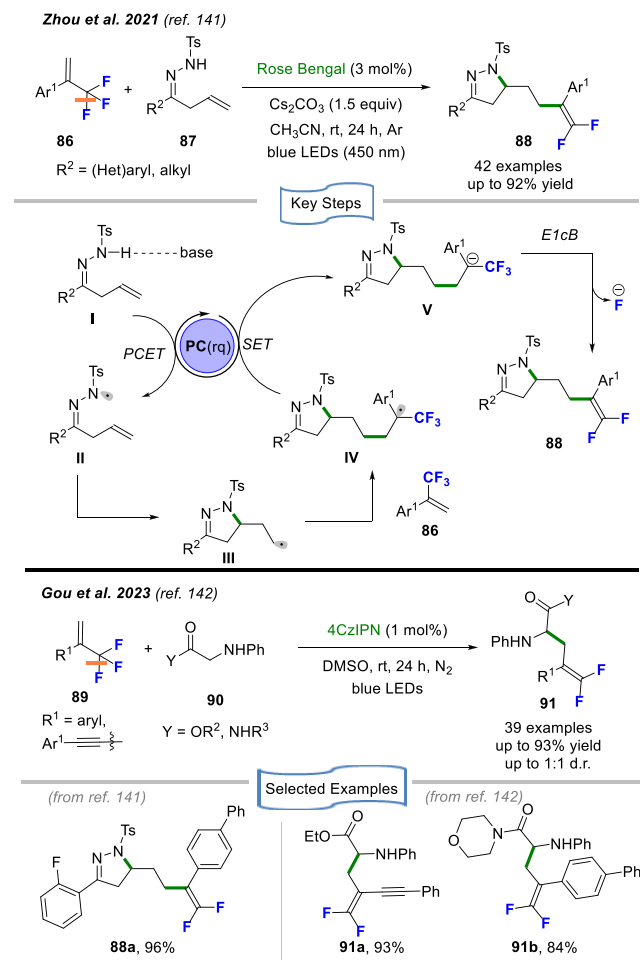 Zhou et al. 2021 (ref. 141)
Ar1
F
F
F
86
+
Ts
N
NH
R2
87
Rose Bengal (3 mol%)
Cs2CO3 (1.5 equiv)
CH3CN, rt, 24 h, Ar
blue LEDs (450 nm)
Ts
N
N
R2
Ar1
F
F
88
R2 = (Het)aryl, alkyl
42 examples
up to 92% yield
Key Steps
Ts
N
N
H
base
R2
I
PCET
PC(rq)
SET
Ts
N
N
R2
Ar1
CF3
V
E1cB
F
Ts
N
N
R2
II
Ts
N
N
R2
Ar1
CF3
IV
Ts
N
N
R2
Ar1
F
F
88
Ts
N
N
R2
III
CF3
Ar1
86
Gou et al. 2023 (ref. 142)
R1
F
F
F
89
+
O
Y
NHPh
90
4CzIPN (1 mol%)
DMSO, rt, 24 h, N2
blue LEDs
O
Y
PhHN
R1
F
F
91
R1 = aryl,
Ar1
Y = OR2, NHR3
39 examples
up to 93% yield
up to 1:1 d.r.
Selected Examples
(from ref. 141)
(from ref. 142)
Ts
N
N
F
Ph
F
F
88a, 96%
O
EtO
NHPh
Ph
F
F
91a, 93%
O
N
O
NHPh
Ph
F
F
91b, 84%